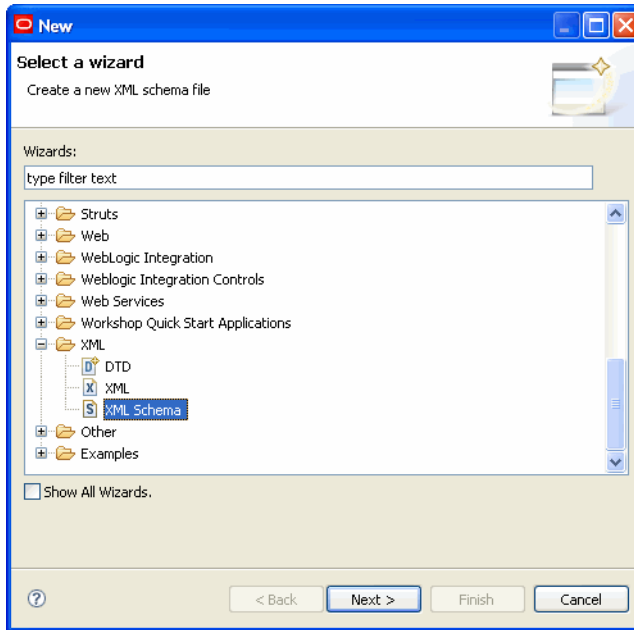 New
Select a wizard
Create a new XML schema file
Wizards:
type filter text
Struts
Web
WebLogic Integration
Weblogic Integration Controls
Web Services
Workshop Quick Start Applications
XML
DTD
XML
XML Schema
Other
Examples
Show All Wizards.
< Back Next > Finish Cancel